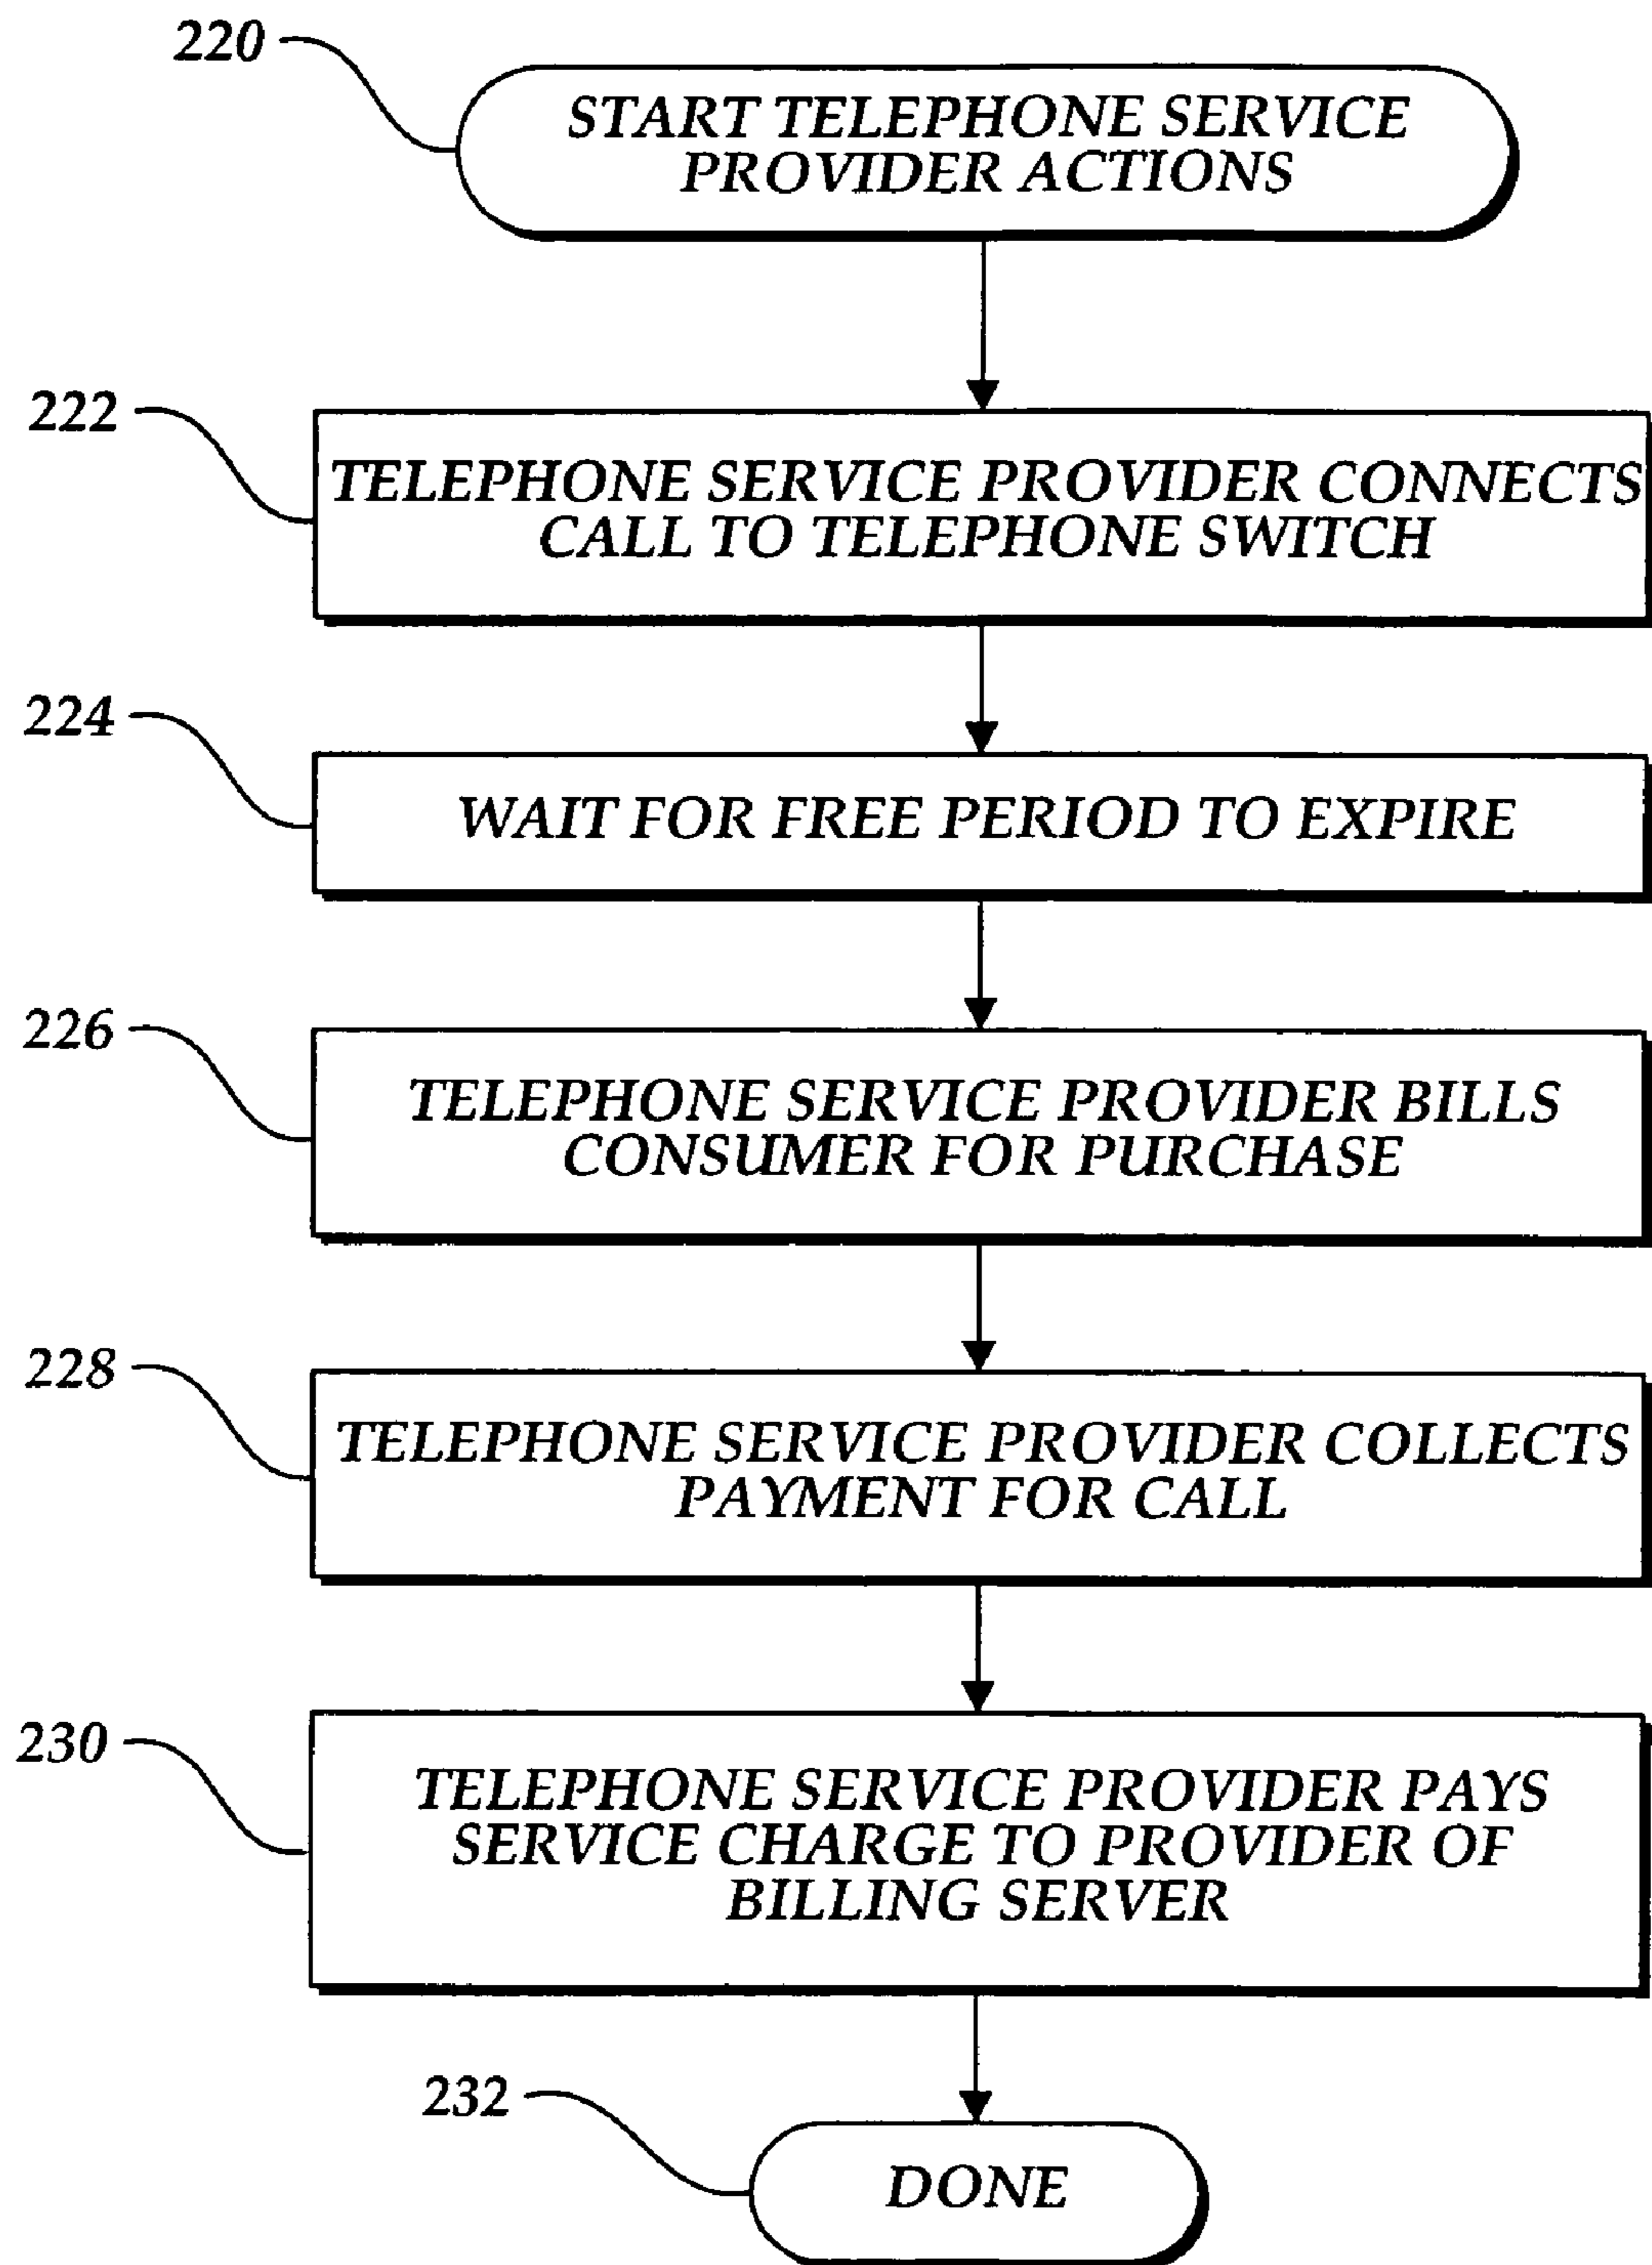 220
START TELEPHONE SERVICE
PROVIDER ACTIONS
222
TELEPHONE SERVICE PROVIDER CONNECTS
CALL TO TELEPHONE SWITCH
224
WAIT FOR FREE PERIOD TO EXPIRE
226
TELEPHONE SERVICE PROVIDER BILLS
CONSUMER FOR PURCHASE
228
TELEPHONE SERVICE PROVIDER COLLECTS
PAYMENT FOR CALL
230
TELEPHONE SERVICE PROVIDER PAYS
SERVICE CHARGE TO PROVIDER OF
BILLING SERVER
232
DONE